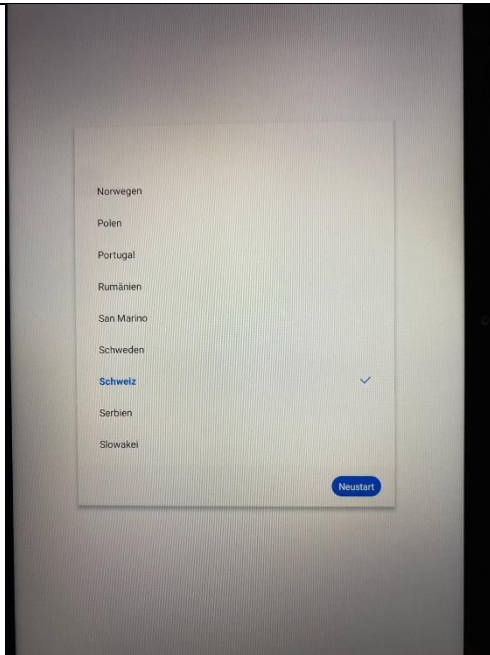 Norwegen
Polen
Portugal
Rumänien
San Marino
Schweden
Schweiz
Serbien
Slowakei
Neustart